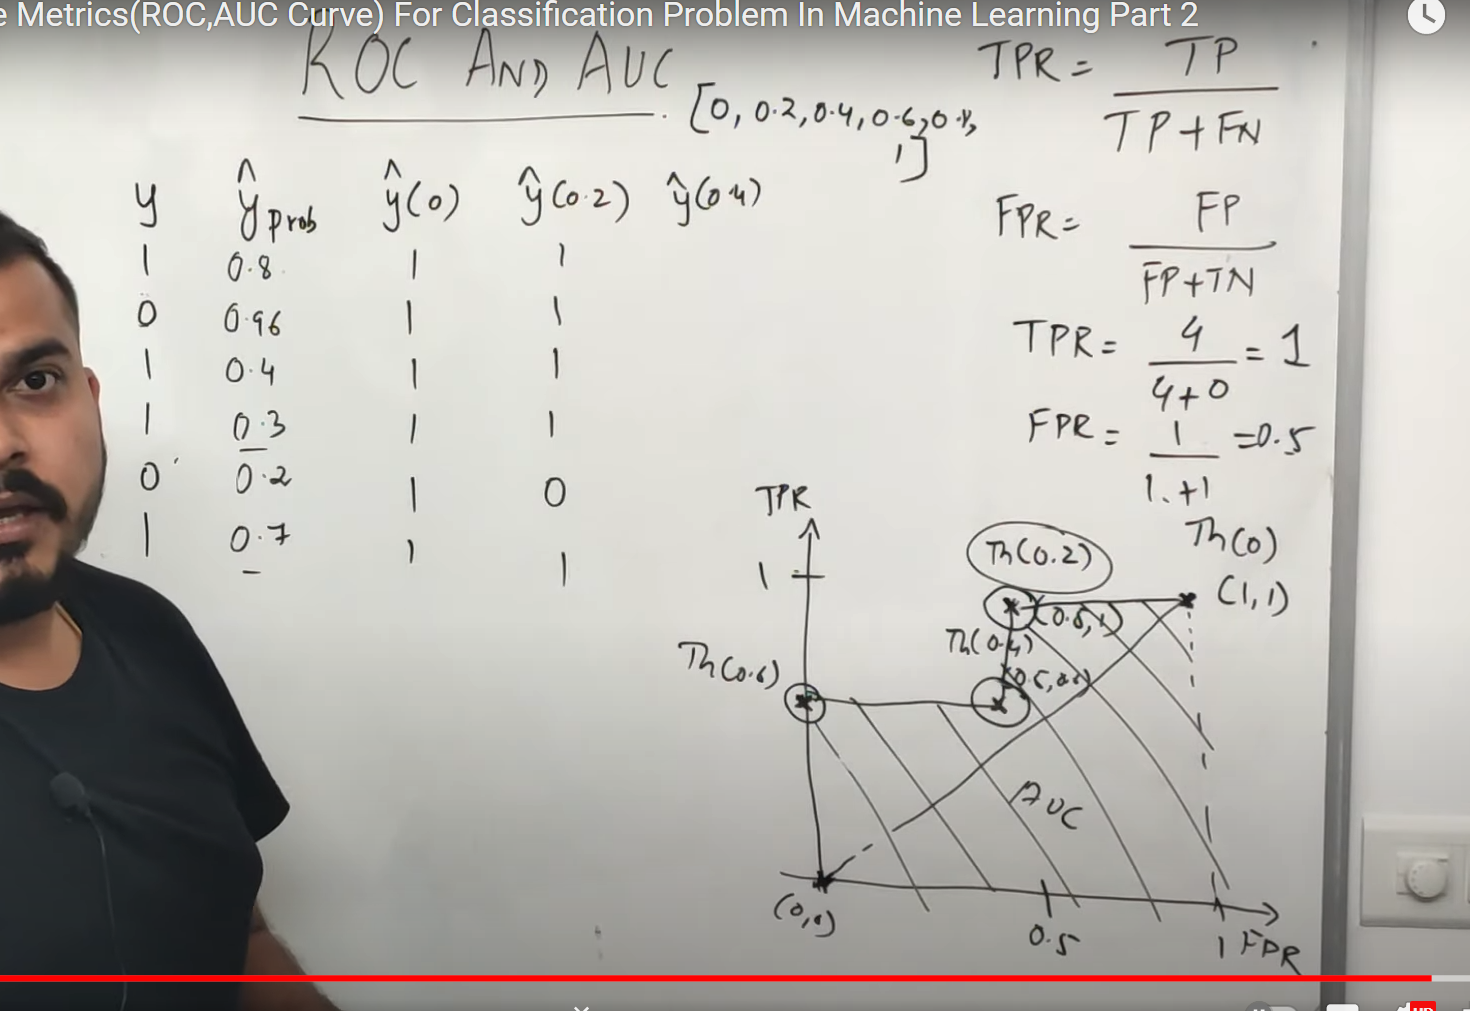 e Metrics(ROC,AUC Curve) For Classification Problem In Machine Learning Part 2
ROC AND AUC
[0, 0.2, 0.4, 0.6, 0.8, 1]
y ŷprob ŷ(0) ŷ(0.2) ŷ(0.4)
1 0.8 1 1
0 0.96 1 1
1 0.4 1 1
1 0.3 1 1
0 0.2 1 0
1 0.7 1 1
TPR = TP
TP+FN
FPR = FP
FP+TN
TPR = 4 = 1
4+0
FPR = 1 =0.5
1.+1
TPR
1
Th(0.2)
Th(0)
(1,1)
(0.5,1)
Th(0.4)
Th(0.6)
AUC
0.5
1 FPR
HD